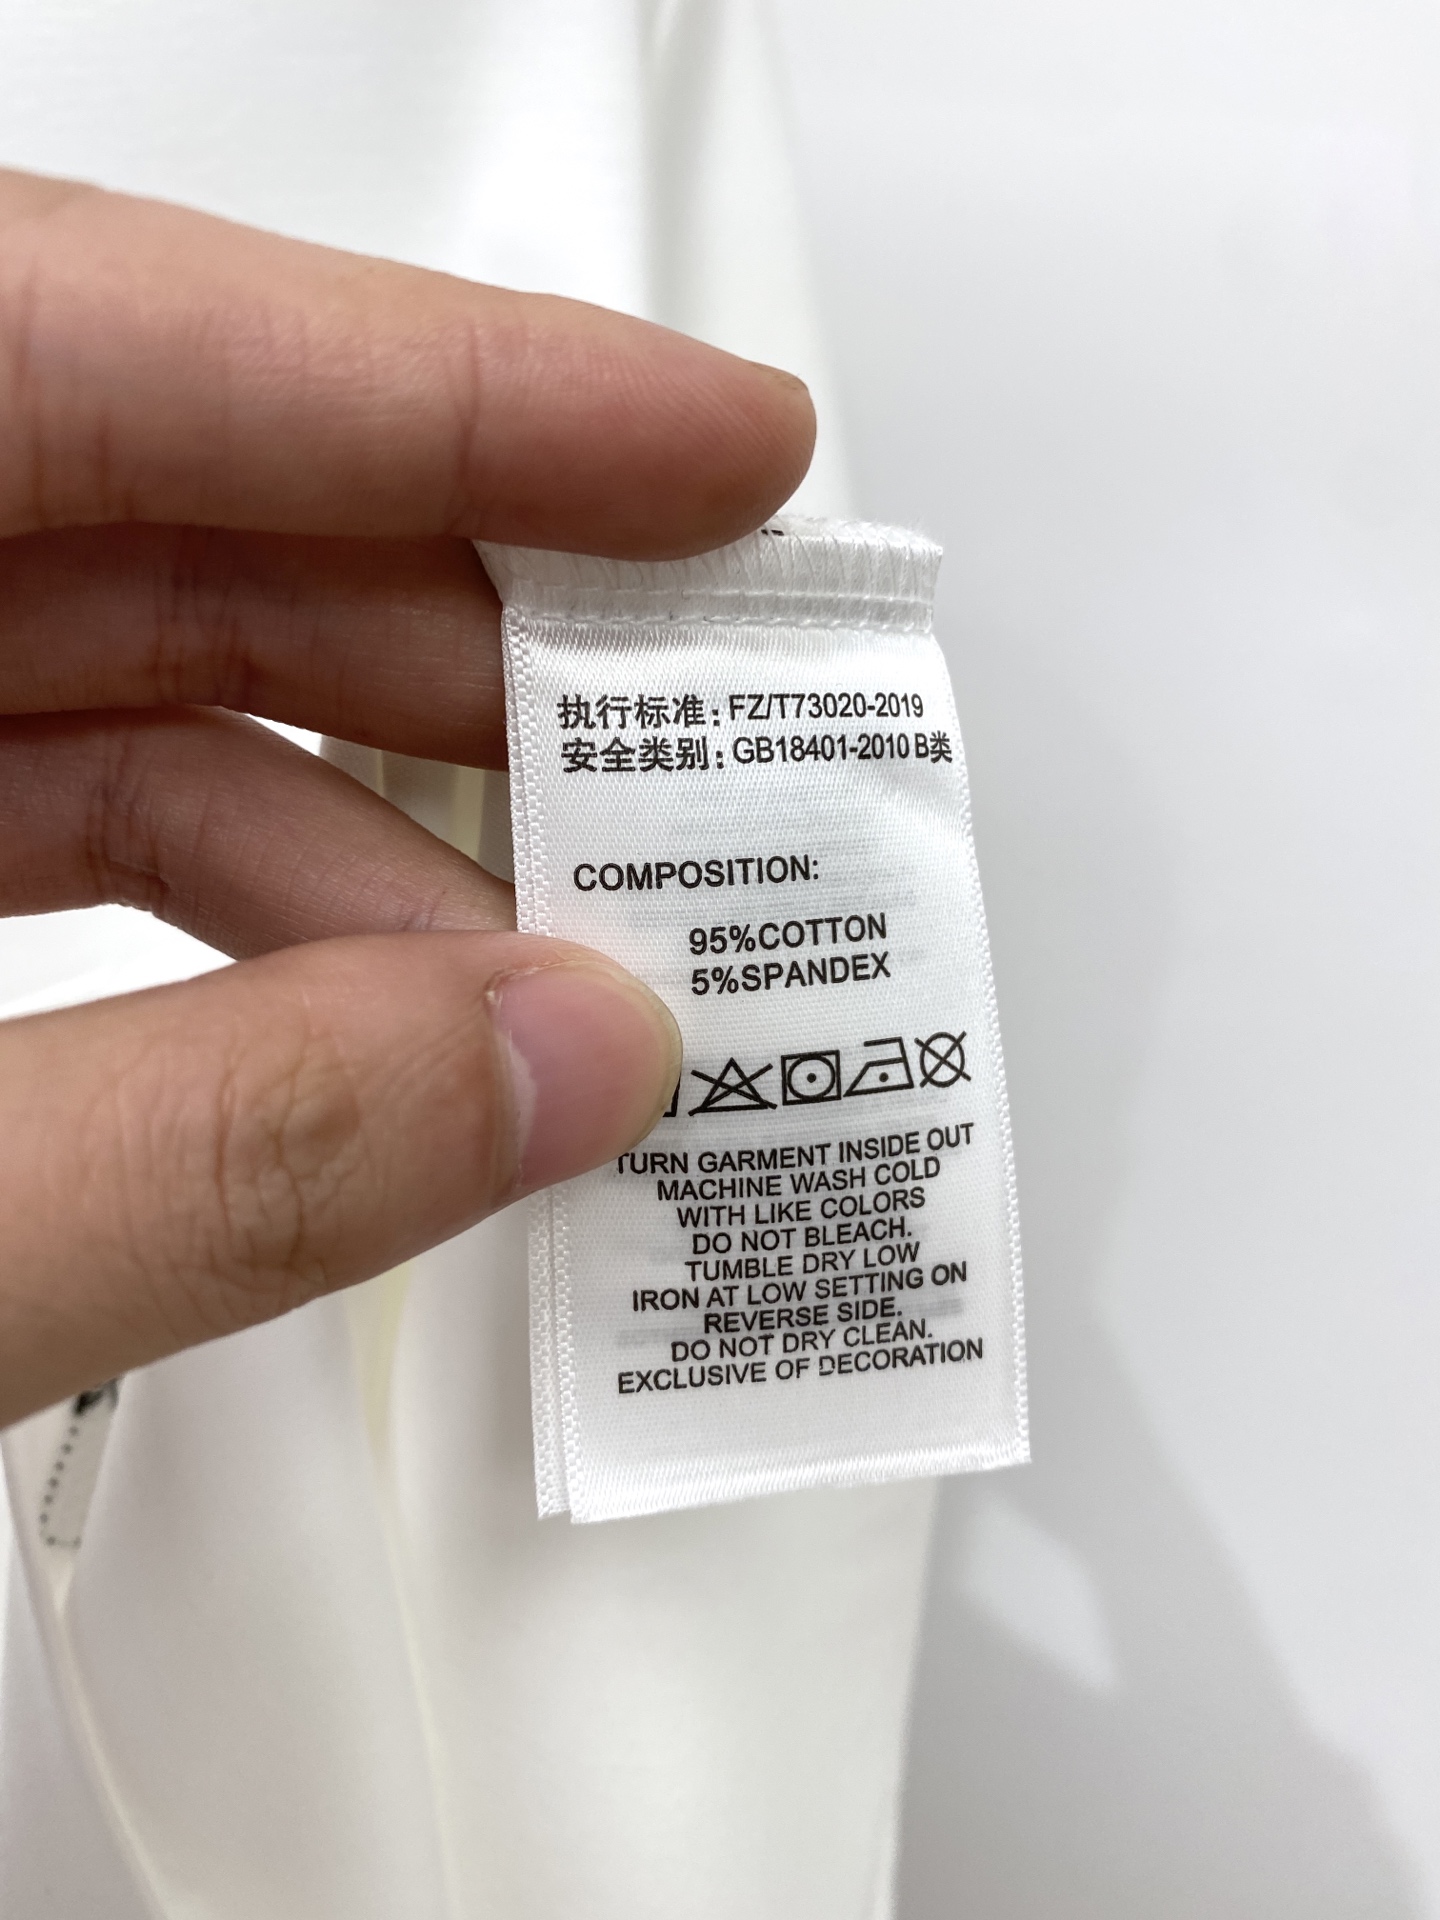 执行标准：FZ/T73020-2019
安全类别：GB18401-2010 B类
COMPOSITION:
95%COTTON
5%SPANDEX
TURN GARMENT INSIDE OUT
MACHINE WASH COLD
WITH LIKE COLORS
DO NOT BLEACH.
TUMBLE DRY LOW
IRON AT LOW SETTING ON
REVERSE SIDE.
DO NOT DRY CLEAN.
EXCLUSIVE OF DECORATION